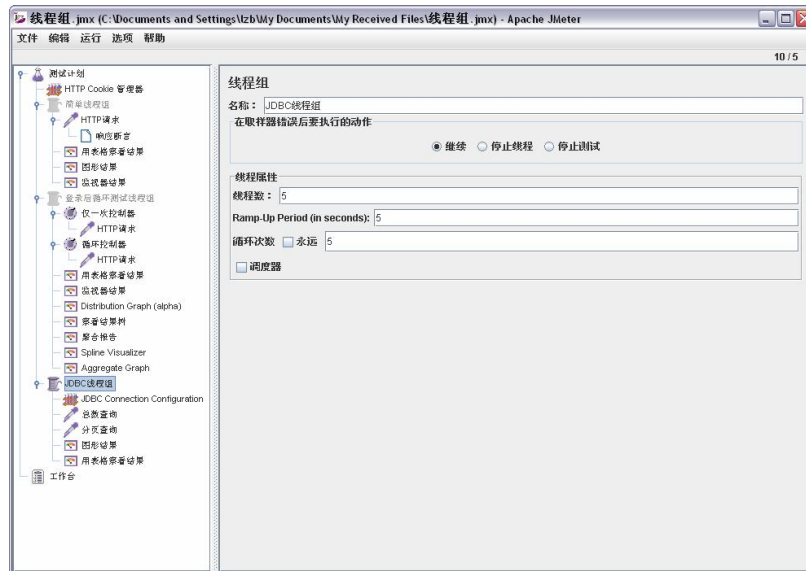 线程组.jmx (C:\Documents and Settings\lzb\My Documents\My Received Files\线程组.jmx) - Apache JMeter
文件 编辑 运行 选项 帮助
10 / 5
测试计划
HTTP Cookie 管理器
简单线程组
HTTP请求
响应断言
用表格察看结果
图形结果
监视器结果
登录后循环测试线程组
仅一次控制器
HTTP请求
循环控制器
HTTP请求
用表格察看结果
监视器结果
Distribution Graph (alpha)
察看结果树
聚合报告
Spline Visualizer
Aggregate Graph
JDBC线程组
JDBC Connection Configuration
总数查询
分页查询
图形结果
用表格察看结果
工作台
线程组
名称： JDBC线程组
在取样器错误后要执行的动作
继续 停止线程 停止测试
线程属性
线程数： 5
Ramp-Up Period (in seconds): 5
循环次数 永远 5
调度器